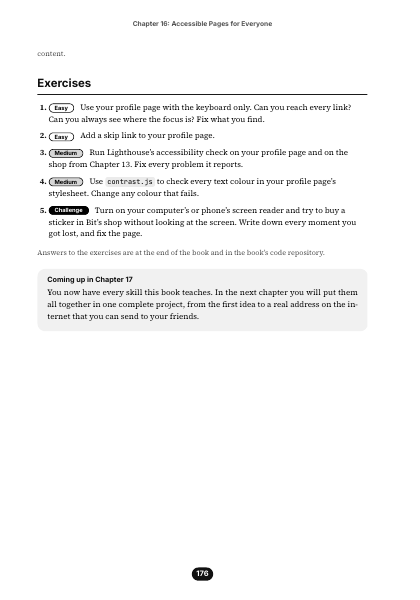 Chapter 16: Accessible Pages for Everyone
content.
Exercises
1. Easy Use your profile page with the keyboard only. Can you reach every link?
Can you always see where the focus is? Fix what you find.
2. Easy Add a skip link to your profile page.
3. Medium Run Lighthouse's accessibility check on your profile page and on the
shop from Chapter 13. Fix every problem it reports.
4. Medium Use contrast.js to check every text colour in your profile page's
stylesheet. Change any colour that fails.
5. Challenge Turn on your computer's or phone's screen reader and try to buy a
sticker in Bit's shop without looking at the screen. Write down every moment you
got lost, and fix the page.
Answers to the exercises are at the end of the book and in the book's code repository.
Coming up in Chapter 17
You now have every skill this book teaches. In the next chapter you will put them
all together in one complete project, from the first idea to a real address on the in-
ternet that you can send to your friends.
176